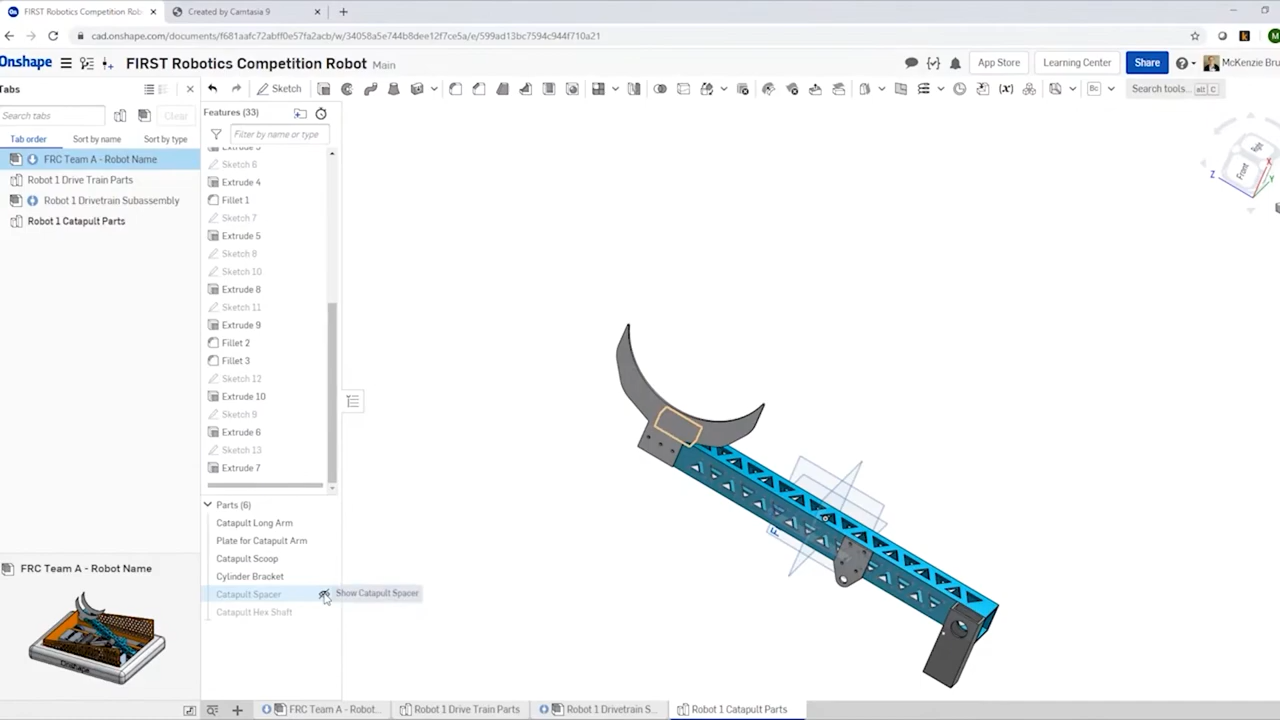 FIRST Robotics Competition Rob
Created by Camtasia 9
cad.onshape.com/documents/f681aafc72abff0e57fa2acb/w/34058a5e744b8dee12f7ce5a/e/599ad13bc7594c944f710a21
Onshape
FIRST Robotics Competition Robot Main
App Store
Learning Center
Share
McKenzie Bru
Tabs
Sketch
Search tools... alt C
Search tabs
Clear
Features (33)
Filter by name or type
Tab order
Sort by name
Sort by type
FRC Team A - Robot Name
Robot 1 Drive Train Parts
Robot 1 Drivetrain Subassembly
Robot 1 Catapult Parts
Sketch 6
Extrude 4
Fillet 1
Sketch 7
Extrude 5
Sketch 8
Sketch 10
Extrude 8
Sketch 11
Extrude 9
Fillet 2
Fillet 3
Sketch 12
Extrude 10
Sketch 9
Extrude 6
Sketch 13
Extrude 7
Parts (6)
Catapult Long Arm
Plate for Catapult Arm
Catapult Scoop
Cylinder Bracket
Catapult Spacer
Show Catapult Spacer
Catapult Hex Shaft
Front
Z
X
Y
FRC Team A - Robot Name
Onshape
FRC Team A - Robot...
Robot 1 Drive Train Parts
Robot 1 Drivetrain S...
Robot 1 Catapult Parts